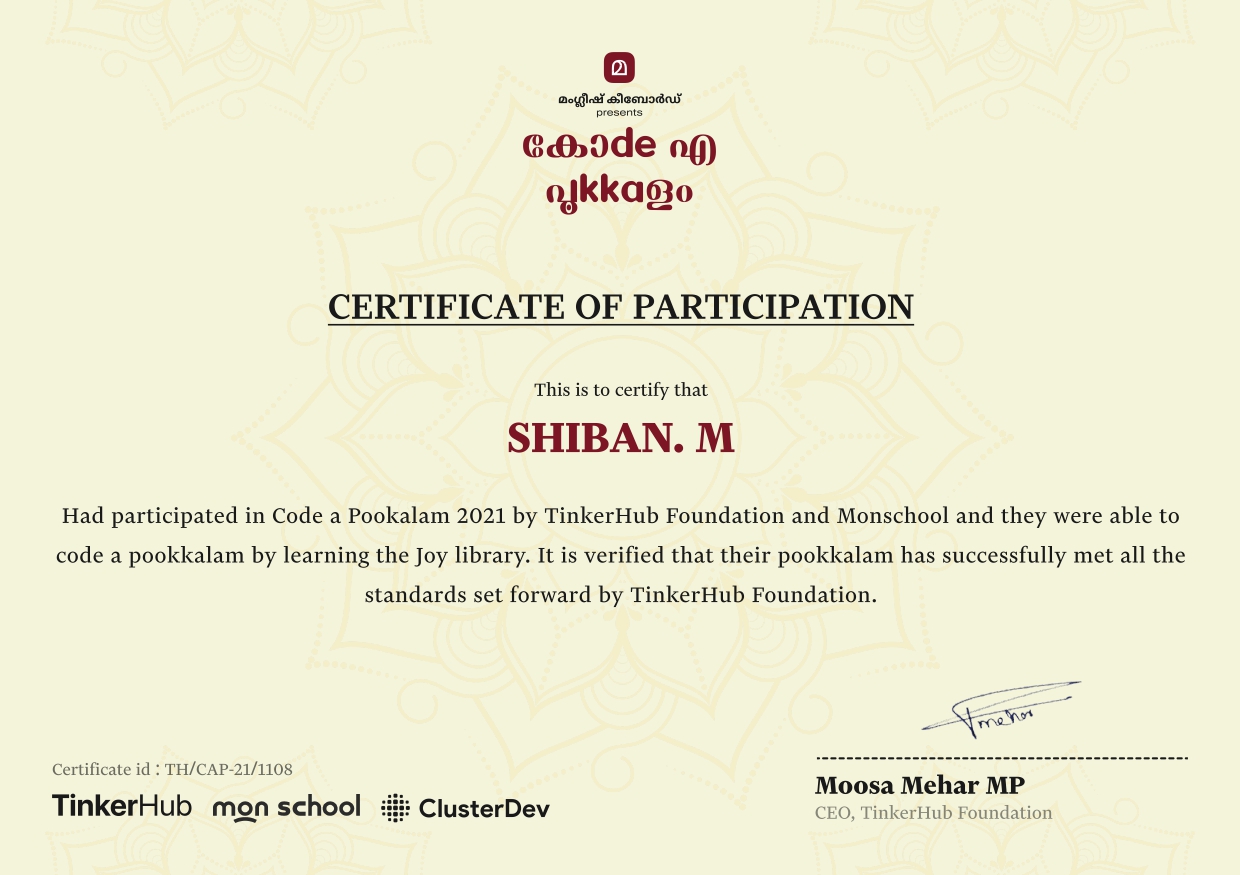 മ
മംഗ്ലീഷ് കീബോർഡ്
presents
കോde എ
പൂkkaളം
CERTIFICATE OF PARTICIPATION
This is to certify that
SHIBAN. M
Had participated in Code a Pookalam 2021 by TinkerHub Foundation and Monschool and they were able to
code a pookkalam by learning the Joy library. It is verified that their pookkalam has successfully met all the
standards set forward by TinkerHub Foundation.
mehar
Certificate id : TH/CAP-21/1108
Moosa Mehar MP
TinkerHub mon school ClusterDev
CEO, TinkerHub Foundation